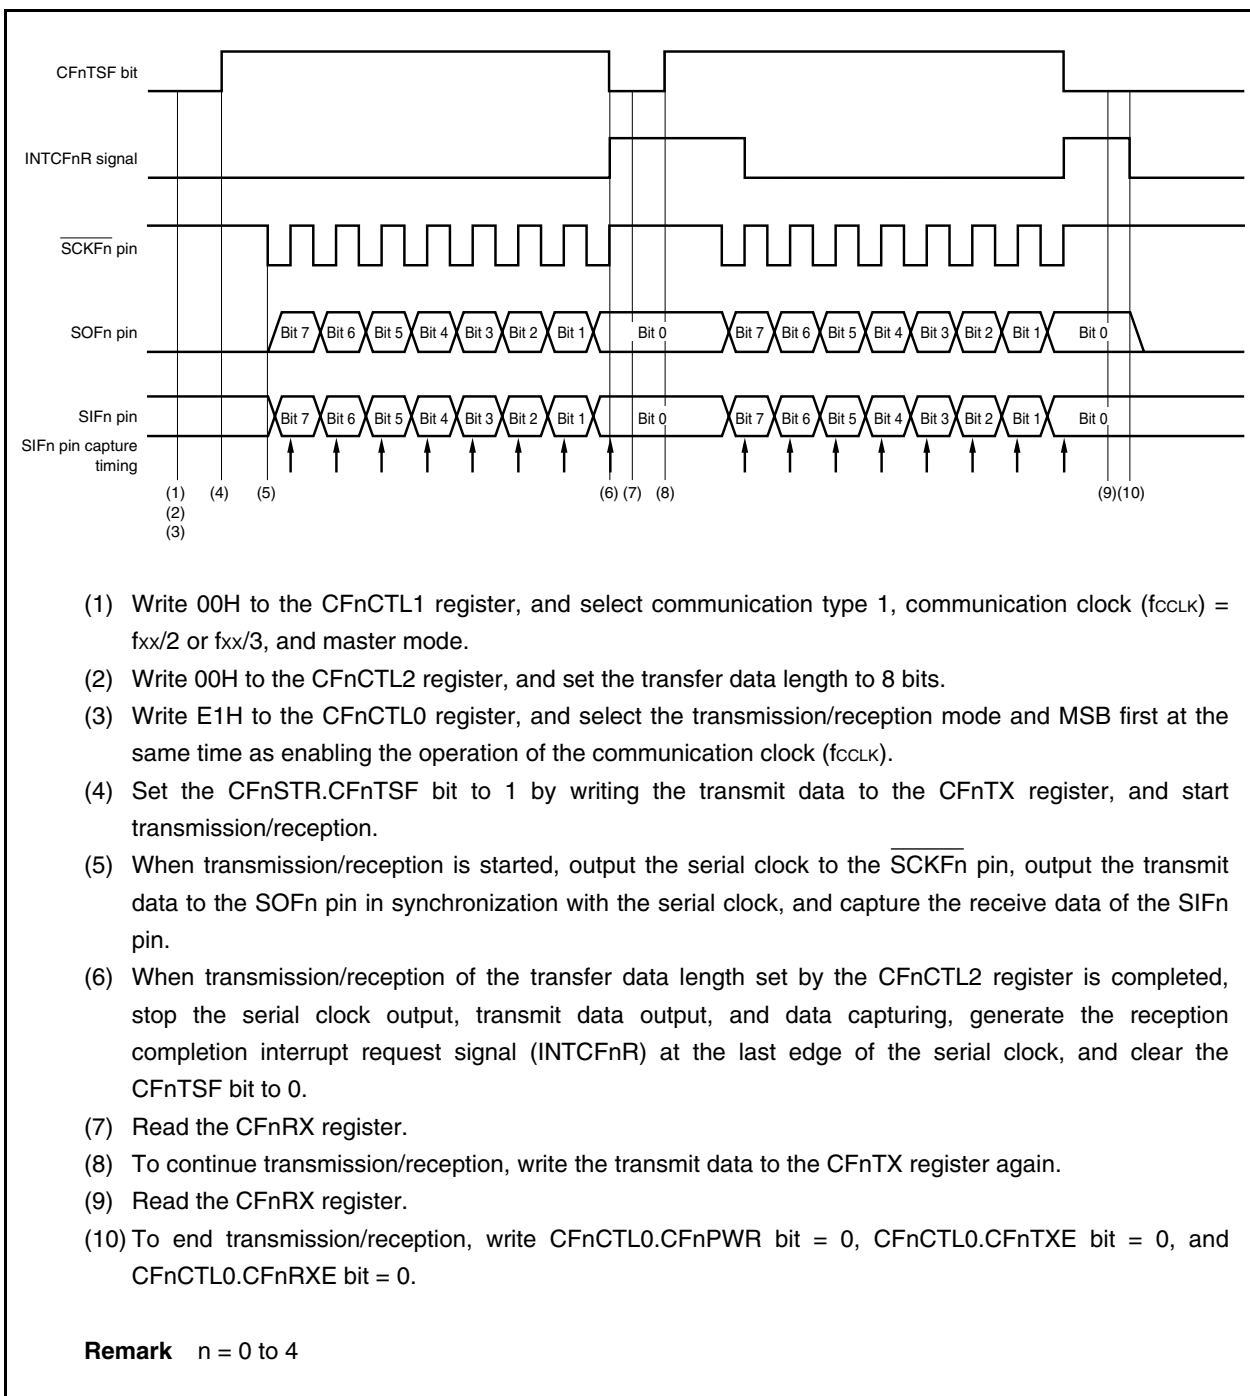 CFnTSF bit
INTCFnR signal
SCKFn pin
SOFn pin
Bit 7 Bit 6 Bit 5 Bit 4 Bit 3 Bit 2 Bit 1 Bit 0 Bit 7 Bit 6 Bit 5 Bit 4 Bit 3 Bit 2 Bit 1 Bit 0
SIFn pin
Bit 7 Bit 6 Bit 5 Bit 4 Bit 3 Bit 2 Bit 1 Bit 0 Bit 7 Bit 6 Bit 5 Bit 4 Bit 3 Bit 2 Bit 1 Bit 0
SIFn pin capture
timing
(1) (4) (5) (6) (7) (8) (9) (10)
(2)
(3)
(1) Write 00H to the CFnCTL1 register, and select communication type 1, communication clock (fCCLK) =
fXX/2 or fXX/3, and master mode.
(2) Write 00H to the CFnCTL2 register, and set the transfer data length to 8 bits.
(3) Write E1H to the CFnCTL0 register, and select the transmission/reception mode and MSB first at the
same time as enabling the operation of the communication clock (fCCLK).
(4) Set the CFnSTR.CFnTSF bit to 1 by writing the transmit data to the CFnTX register, and start
transmission/reception.
(5) When transmission/reception is started, output the serial clock to the SCKFn pin, output the transmit
data to the SOFn pin in synchronization with the serial clock, and capture the receive data of the SIFn
pin.
(6) When transmission/reception of the transfer data length set by the CFnCTL2 register is completed,
stop the serial clock output, transmit data output, and data capturing, generate the reception
completion interrupt request signal (INTCFnR) at the last edge of the serial clock, and clear the
CFnTSF bit to 0.
(7) Read the CFnRX register.
(8) To continue transmission/reception, write the transmit data to the CFnTX register again.
(9) Read the CFnRX register.
(10) To end transmission/reception, write CFnCTL0.CFnPWR bit = 0, CFnCTL0.CFnTXE bit = 0, and
CFnCTL0.CFnRXE bit = 0.
Remark n = 0 to 4